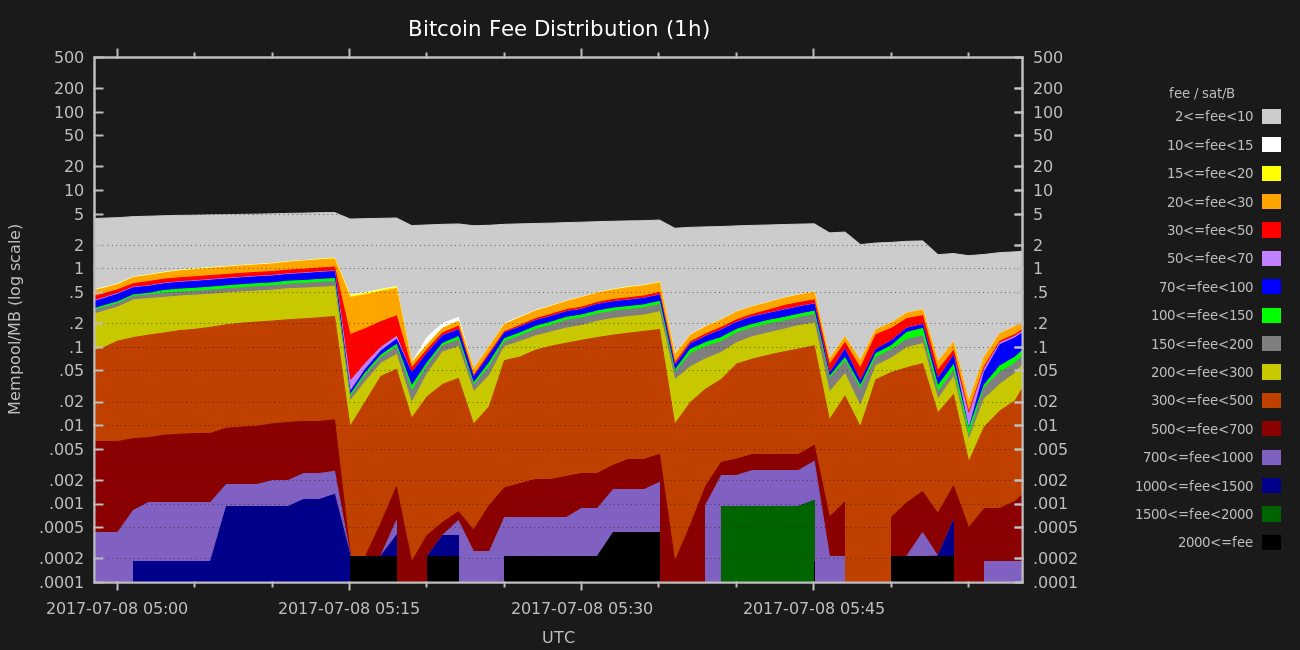 Bitcoin Fee Distribution (1h)
Mempool/MB (log scale)
500
200
100
50
20
10
5
2
1
.5
.2
.1
.05
.02
.01
.005
.002
.001
.0005
.0002
.0001
500
200
100
50
20
10
5
2
1
.5
.2
.1
.05
.02
.01
.005
.002
.001
.0005
.0002
.0001
2017-07-08 05:00 2017-07-08 05:15 2017-07-08 05:30 2017-07-08 05:45
UTC
fee / sat/B
2<=fee<10
10<=fee<15
15<=fee<20
20<=fee<30
30<=fee<50
50<=fee<70
70<=fee<100
100<=fee<150
150<=fee<200
200<=fee<300
300<=fee<500
500<=fee<700
700<=fee<1000
1000<=fee<1500
1500<=fee<2000
2000<=fee